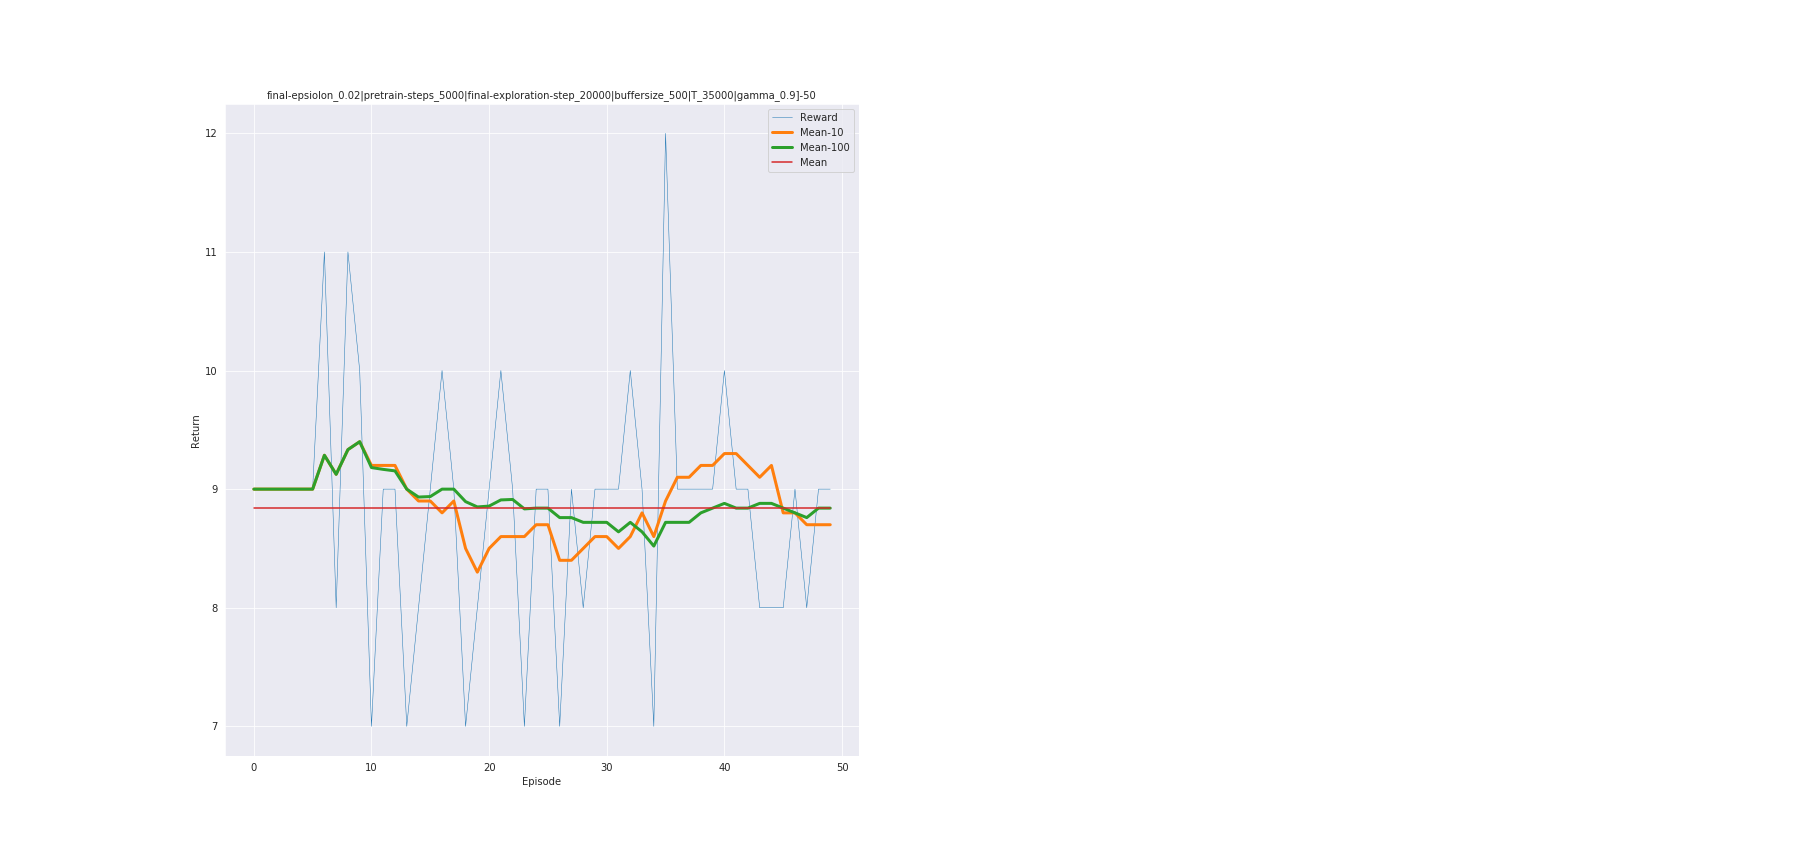 final-epsiolon_0.02|pretrain-steps_5000|final-exploration-step_20000|buffersize_500|T_35000|gamma_0.9]-50
Reward
Mean-10
Mean-100
Mean
12
11
10
9
8
7
Return
0
10
20
30
40
50
Episode